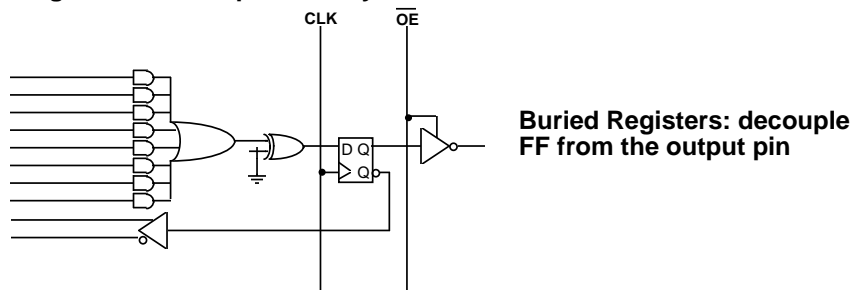 CLK
OE
D Q
Q
Buried Registers: decouple
FF from the output pin